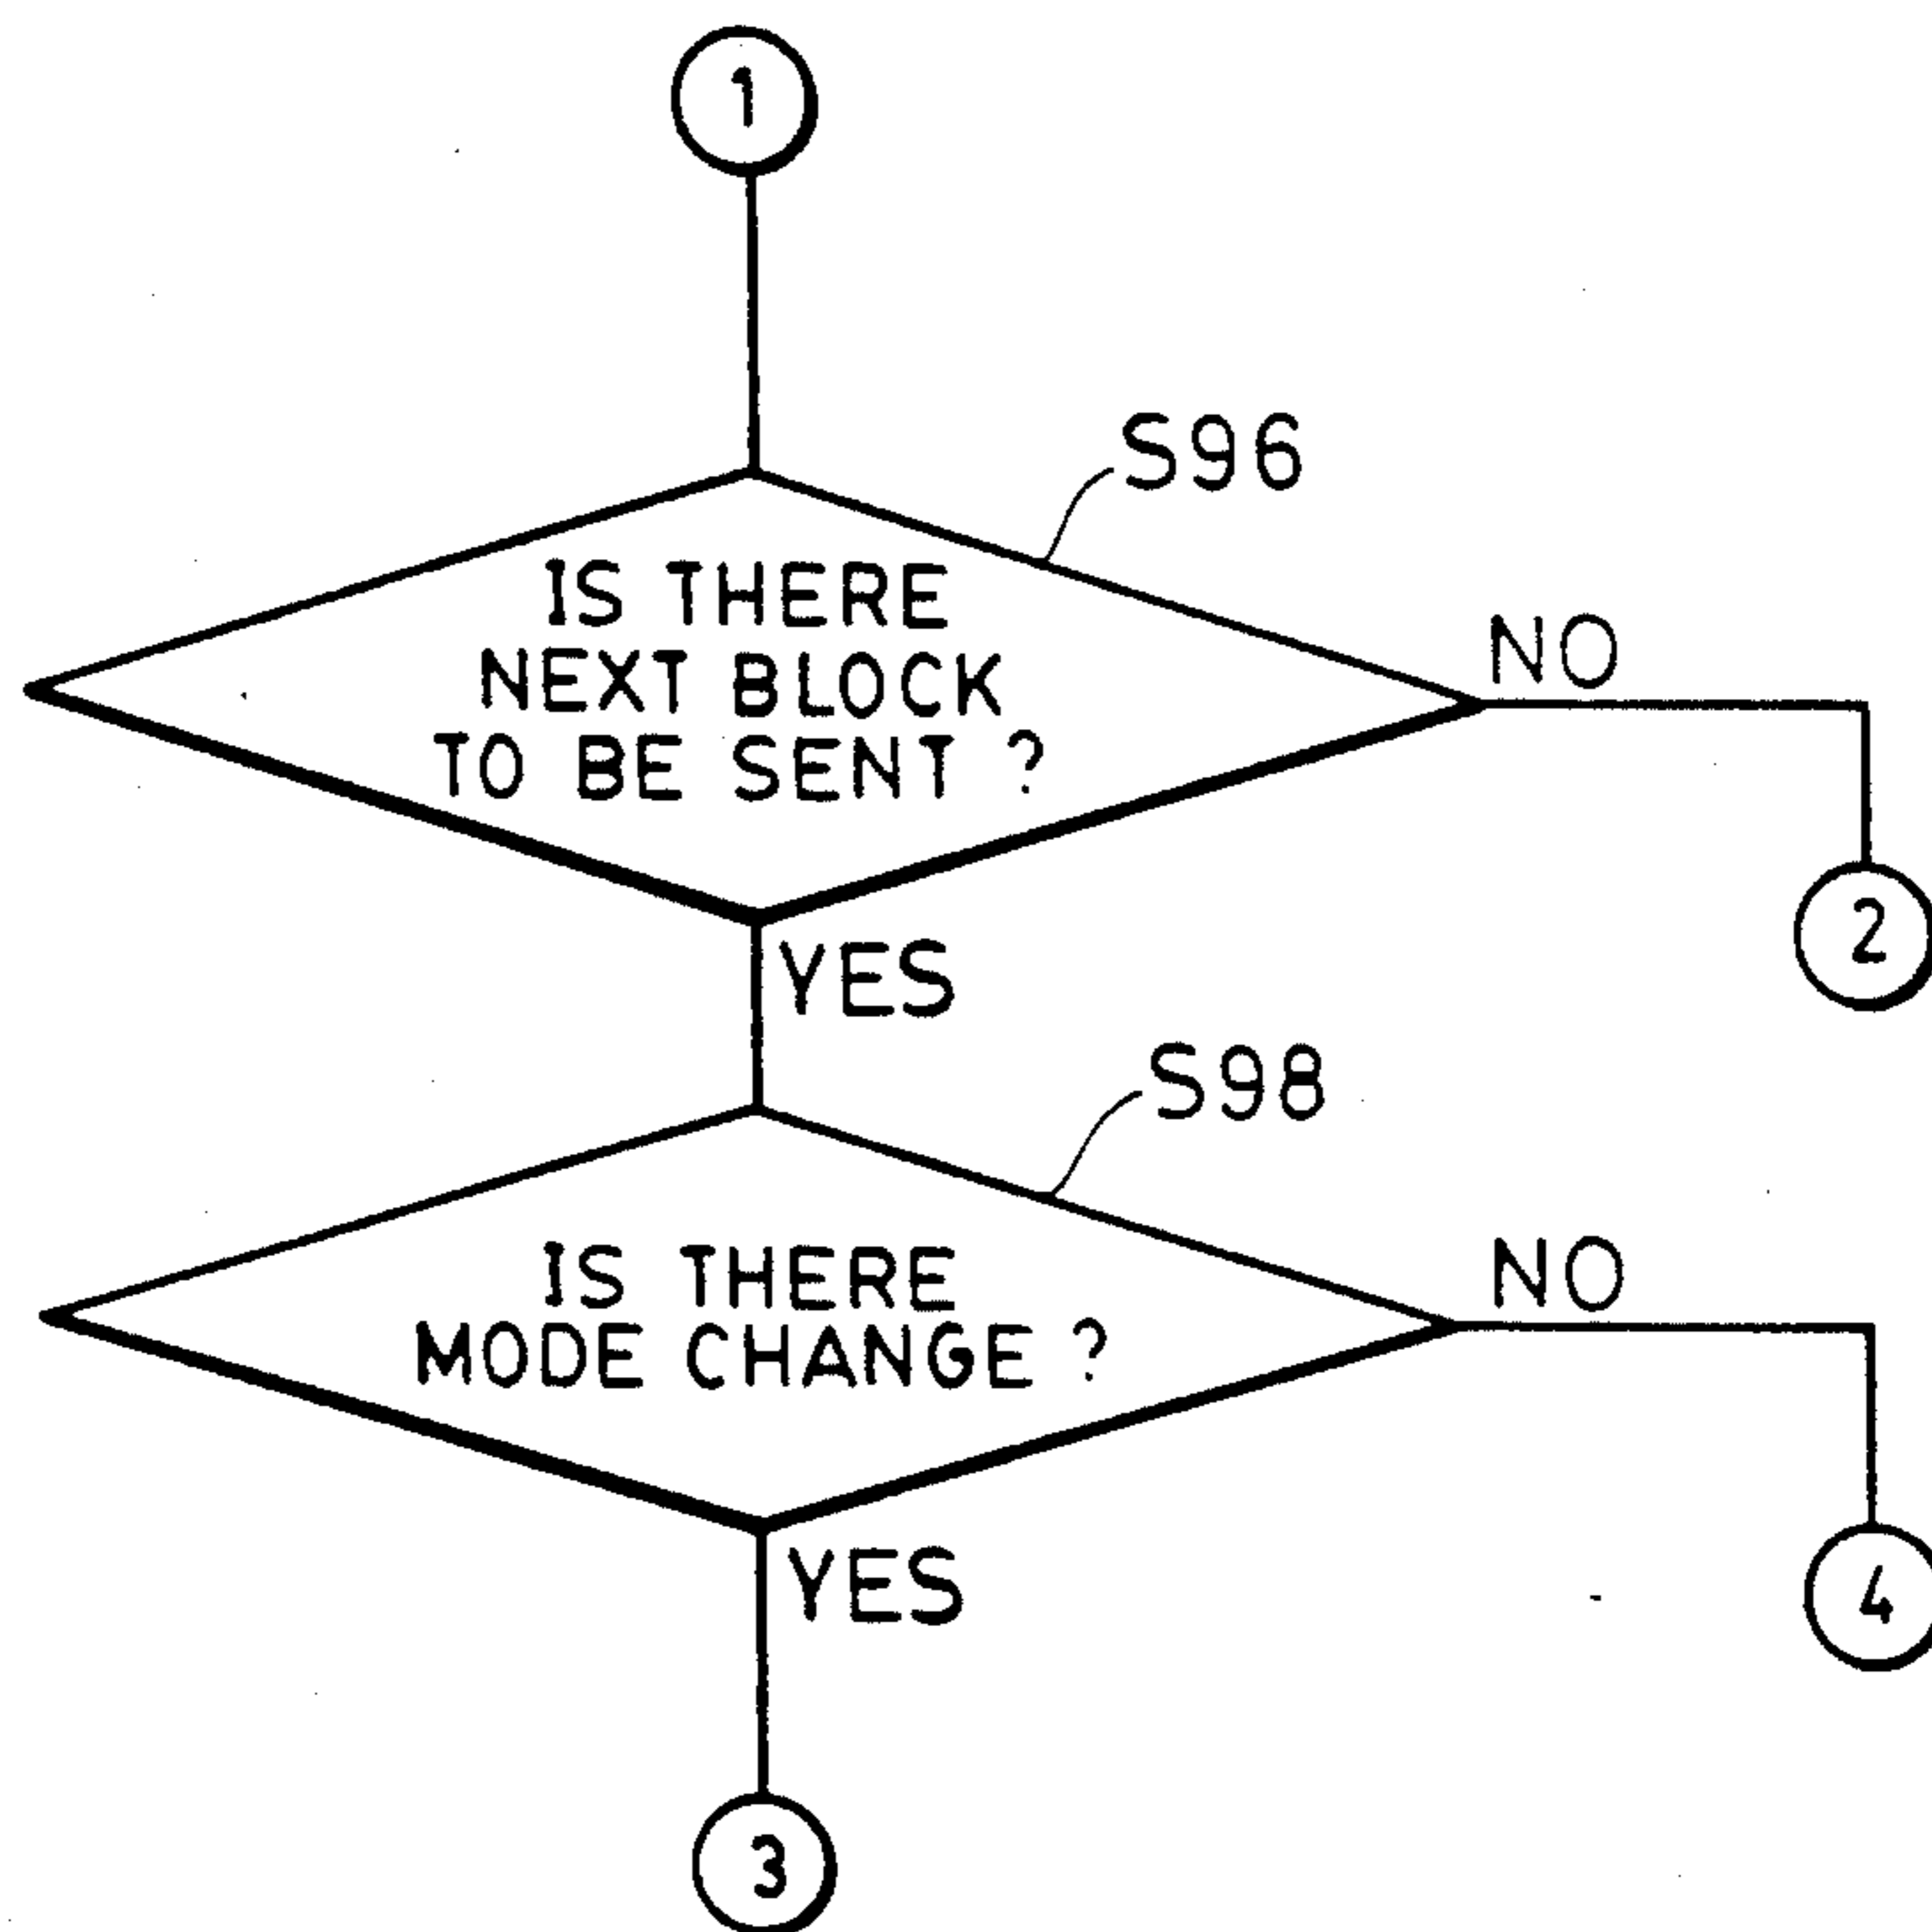 1
S96
IS THERE
NEXT BLOCK
TO BE SENT ?
NO
2
YES
S98
IS THERE
MODE CHANGE ?
NO
4
YES
3